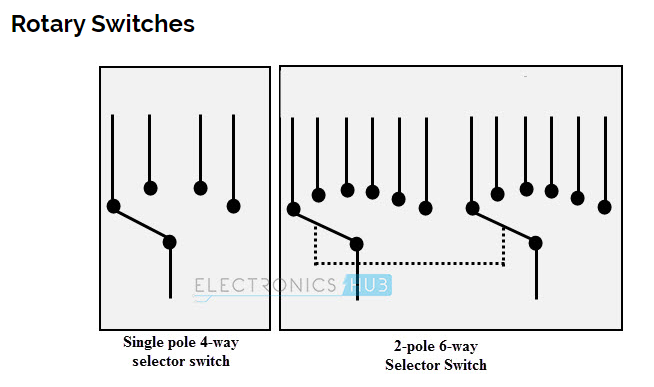 Rotary Switches
ELECTRONICS HUB
Single pole 4-way
selector switch
2-pole 6-way
Selector Switch